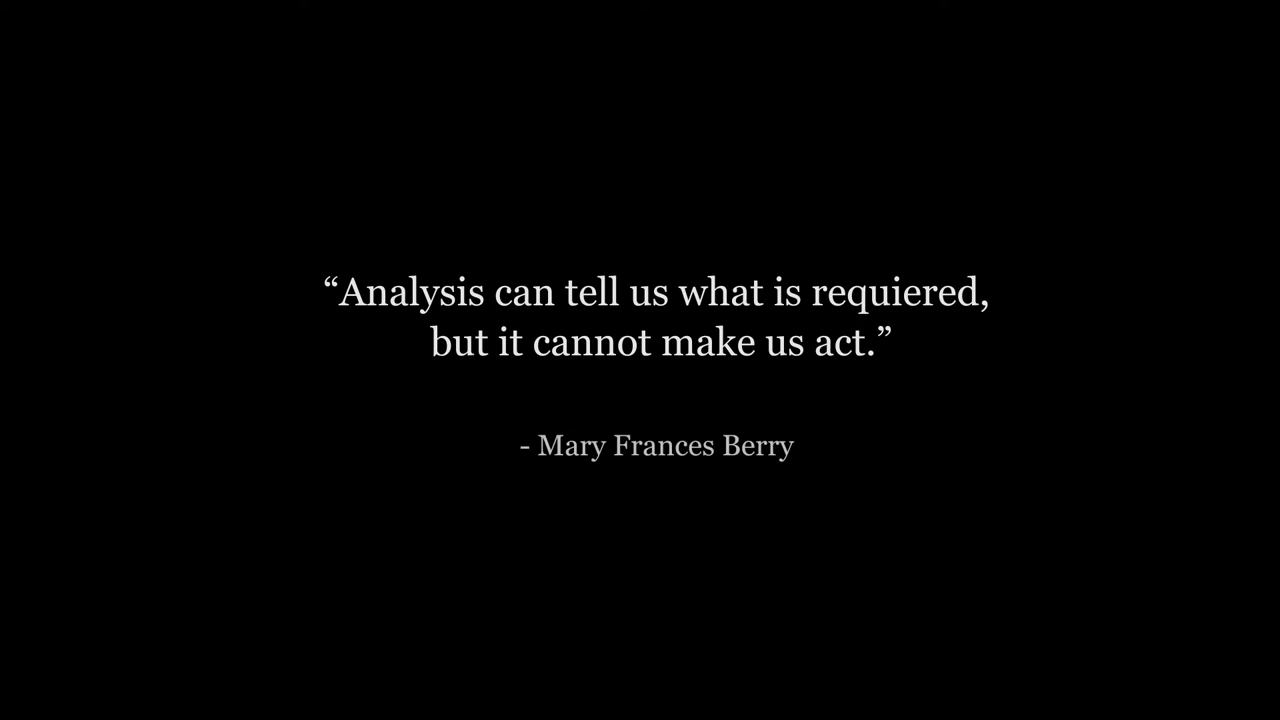 “Analysis can tell us what is requiered,
but it cannot make us act.”
- Mary Frances Berry